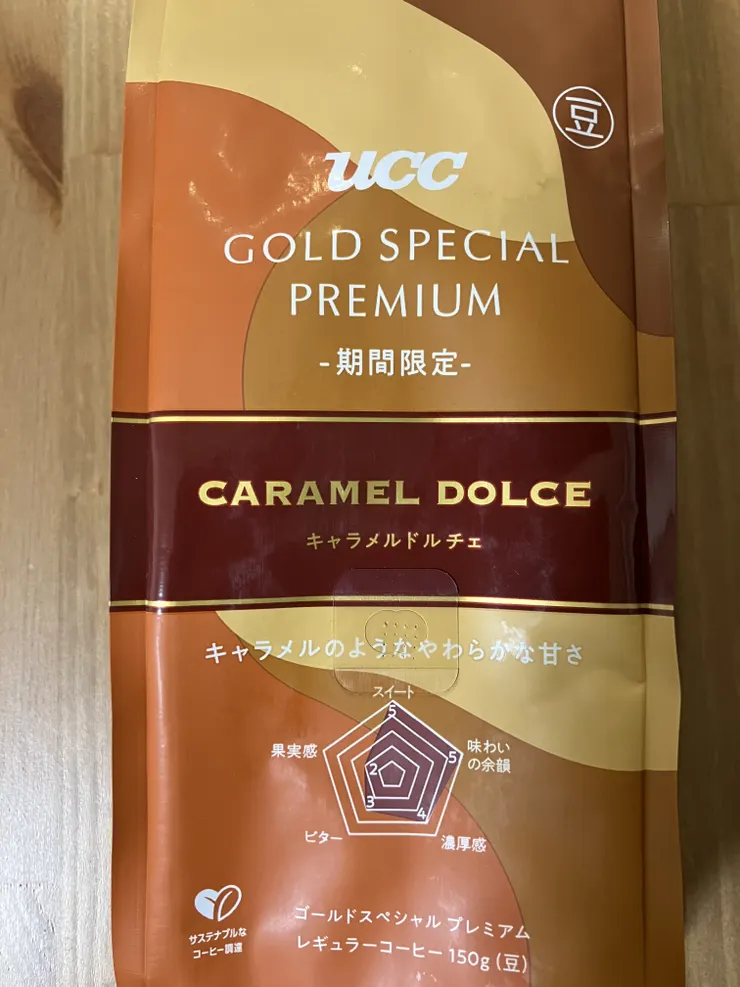 豆
ucc
GOLD SPECIAL
PREMIUM
-期間限定-
CARAMEL DOLCE
キャラメルドルチェ
キャラメルのようなやわらかな甘さ
スイート
5
果実感
味わい
の余韻
5
2
3
4
ビター
濃厚感
サステナブルな
コーヒー調達
ゴールドスペシャル プレミアム
レギュラーコーヒー 150g (豆)